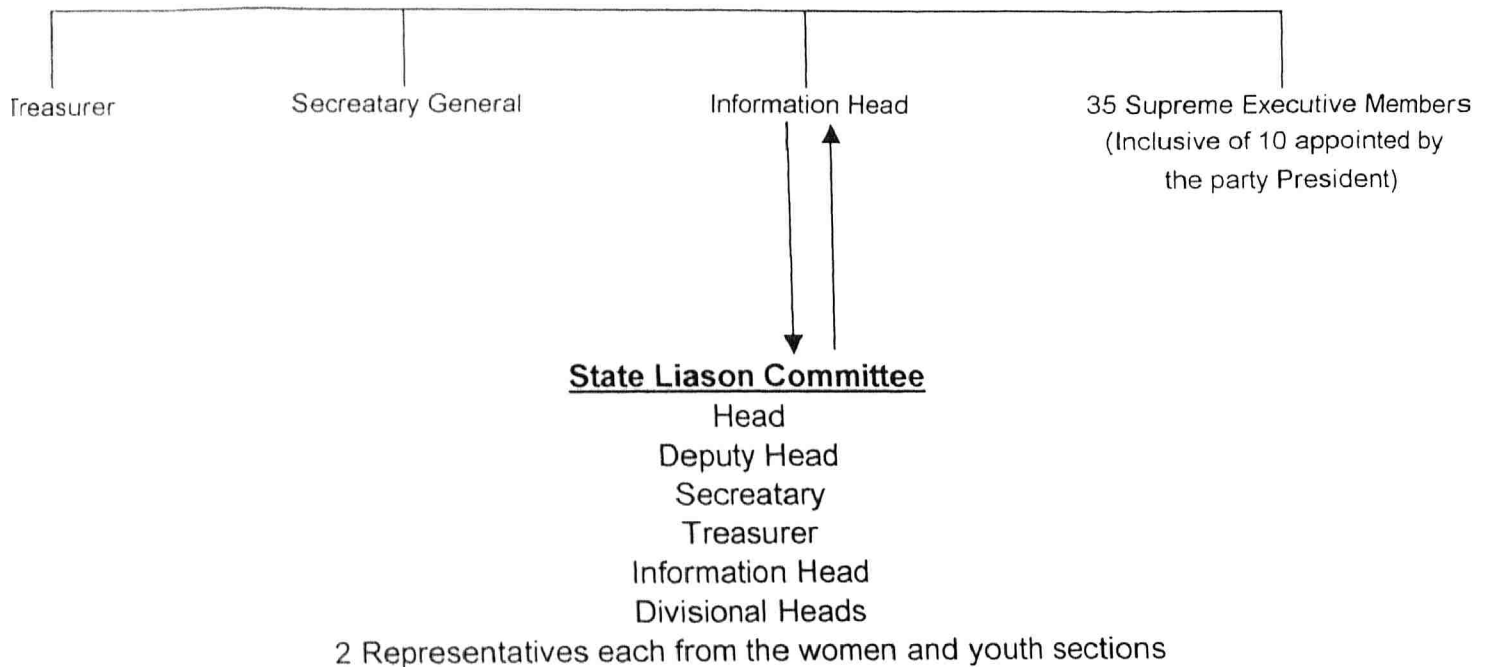 Treasurer
Secreatary General
Information Head
35 Supreme Executive Members
(Inclusive of 10 appointed by
the party President)
State Liason Committee
Head
Deputy Head
Secreatary
Treasurer
Information Head
Divisional Heads
2 Representatives each from the women and youth sections